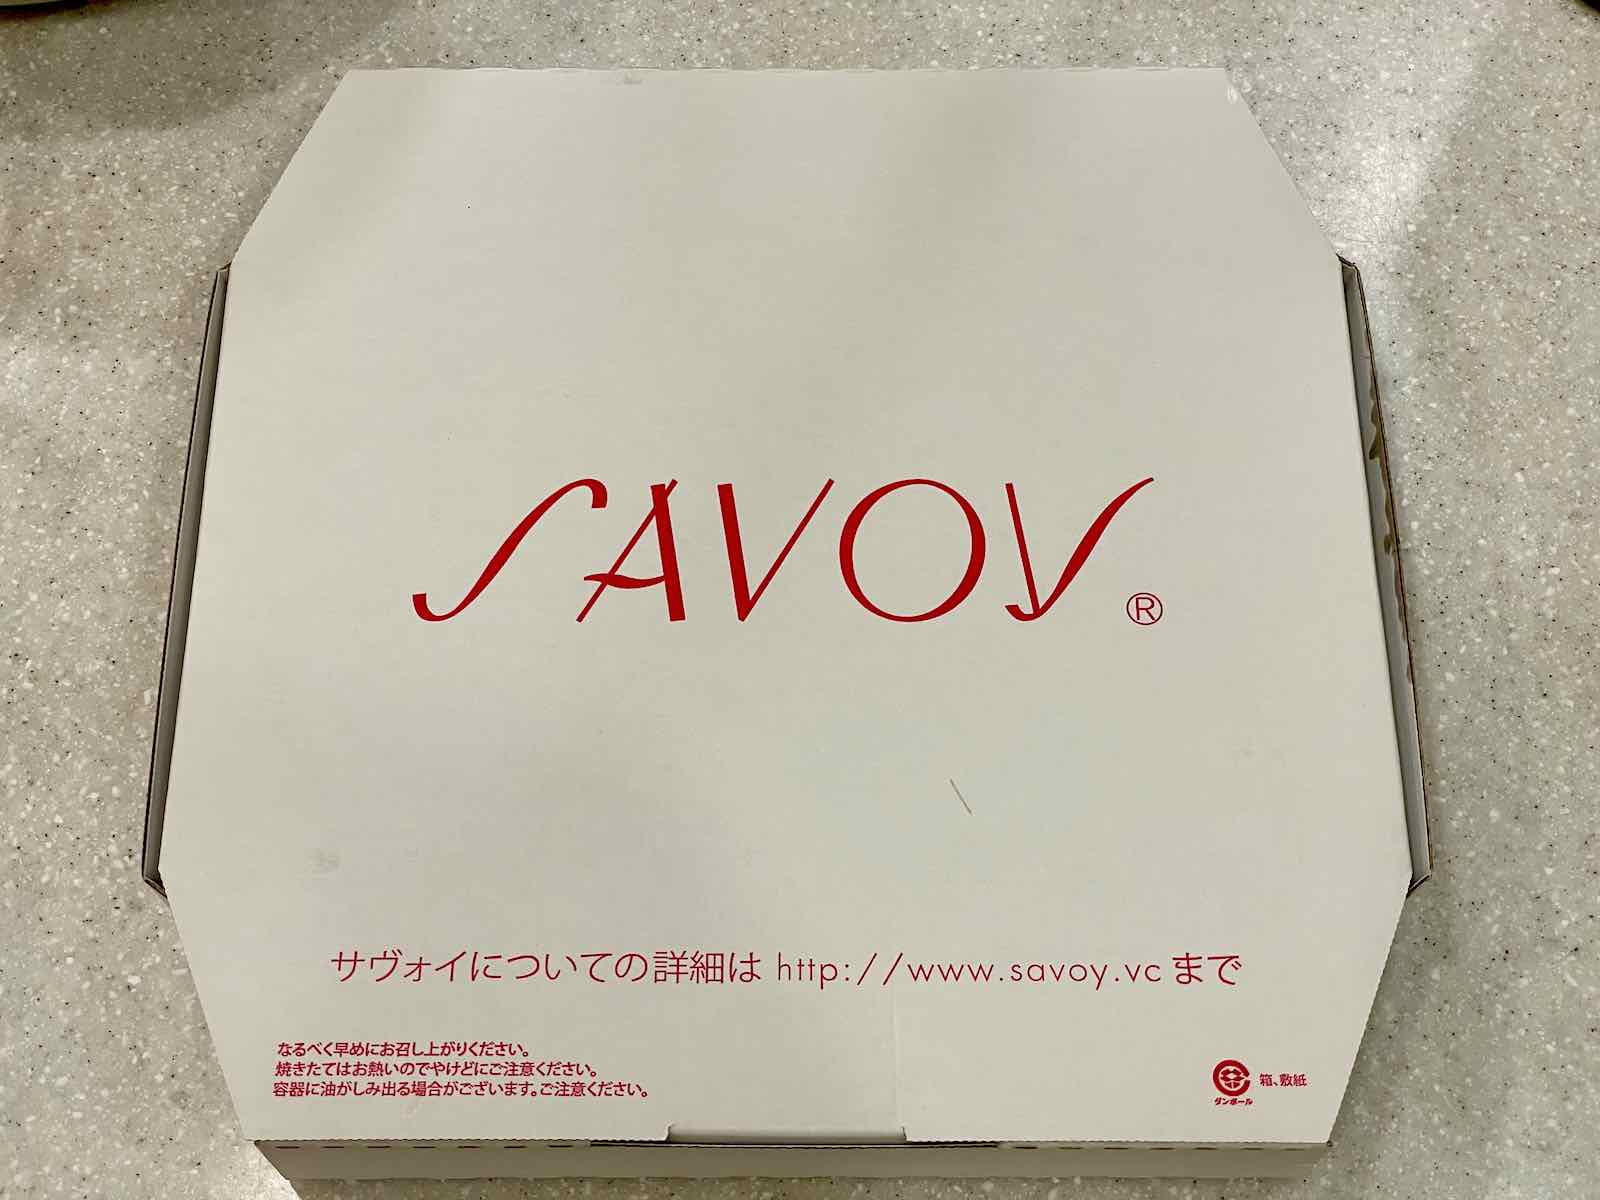 SAVOY®
サヴォイについての詳細は http://www.savoy.vc まで
なるべく早めにお召し上がりください。
焼きたてはお熱いのでやけどにご注意ください。
容器に油がしみ出る場合がございます。ご注意ください。
箱、敷紙
ダンボール